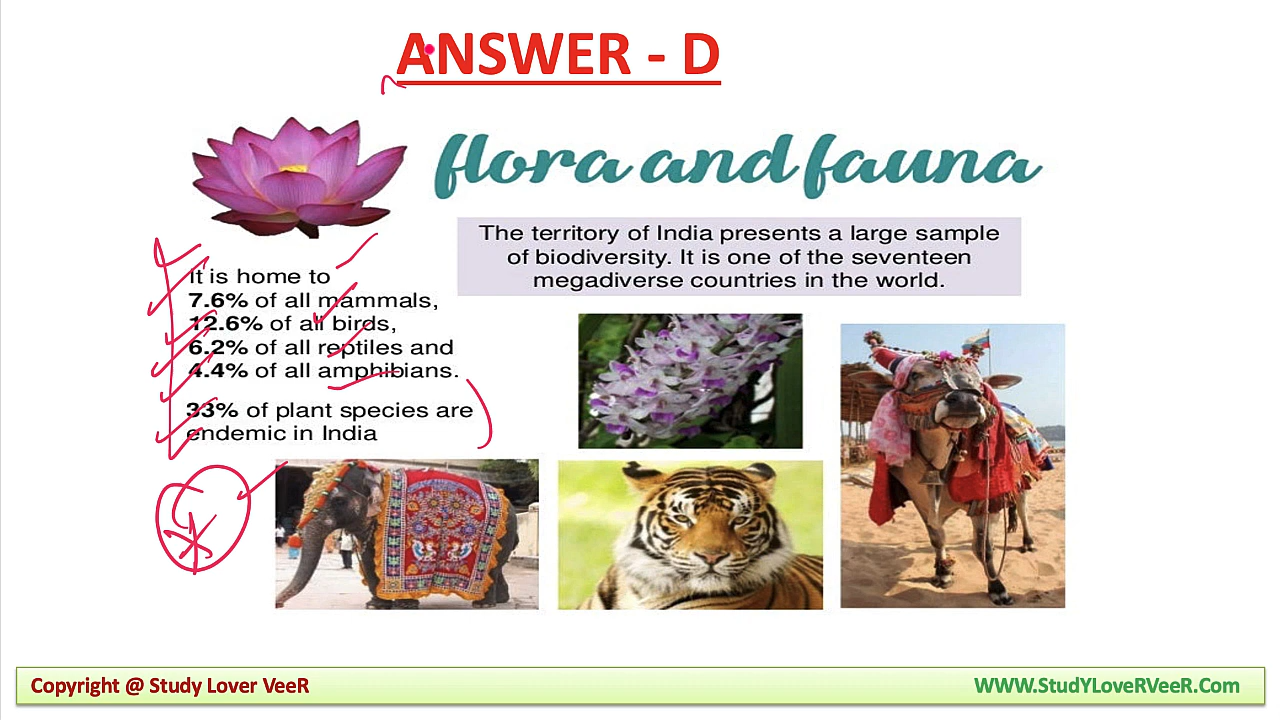 ANSWER - D
flora and fauna
The territory of India presents a large sample
of biodiversity. It is one of the seventeen
megadiverse countries in the world.
It is home to
7.6% of all mammals,
12.6% of all birds,
6.2% of all reptiles and
4.4% of all amphibians.
33% of plant species are
endemic in India
Copyright @ Study Lover VeeR
WWW.StudYLoveRVeeR.Com